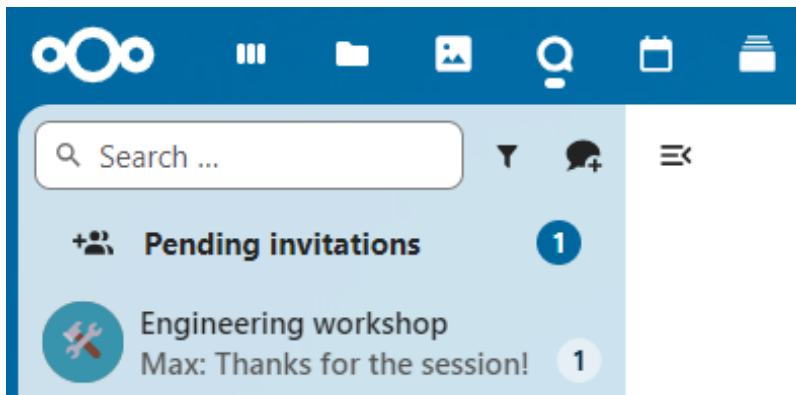 Search ...
Pending invitations 1
Engineering workshop
Max: Thanks for the session! 1